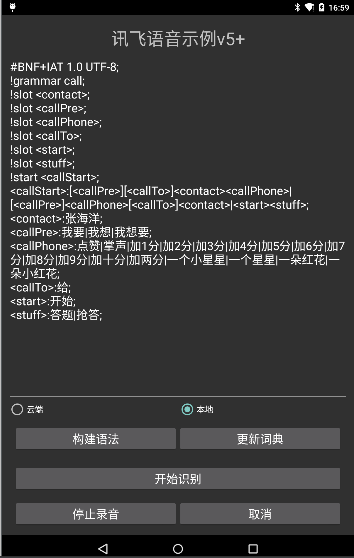 16:59
讯飞语音示例v5+
#BNF+IAT 1.0 UTF-8;
!grammar call;
!slot <contact>;
!slot <callPre>;
!slot <callPhone>;
!slot <callTo>;
!slot <start>;
!slot <stuff>;
!start <callStart>;
<callStart>:[<callPre>][<callTo>]<contact><callPhone>|
[<callPre>]<callPhone>[<callTo>]<contact>|<start><stuff>;
<contact>:张海洋;
<callPre>:我要|我想|我想要;
<callPhone>:点赞|掌声|加1分|加2分|加3分|加4分|加5分|加6分|加7
分|加8分|加9分|加十分|加两分|一个小星星|一个星星|一朵红花|一
朵小红花;
<callTo>:给;
<start>:开始;
<stuff>:答题|抢答;
云端 本地
构建语法 更新词典
开始识别
停止录音 取消